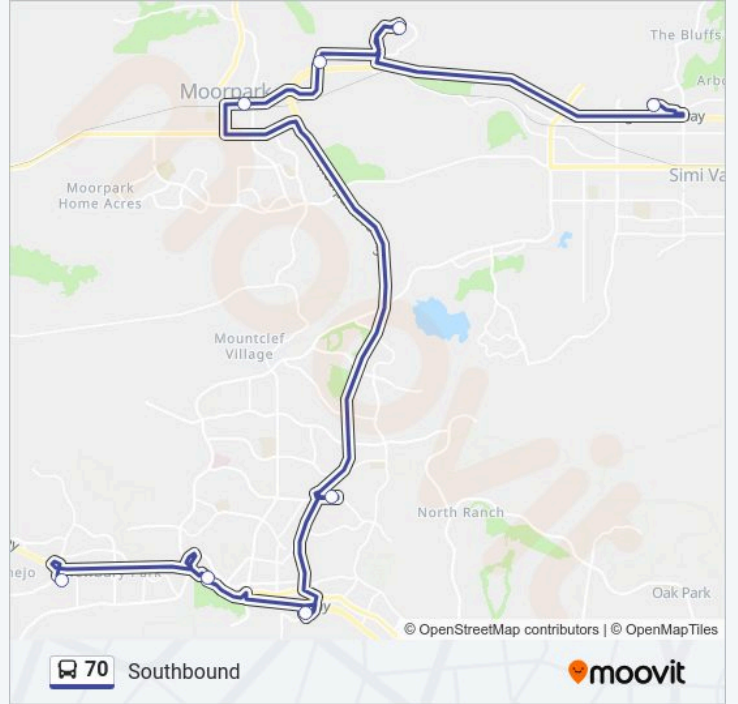 The Bluffs
Moorpark
Moorpark
Home Acres
Simi Va
Mountclef
Village
North Ranch
Oak Park
© OpenStreetMap contributors | © OpenMapTiles
70 Southbound
moovit